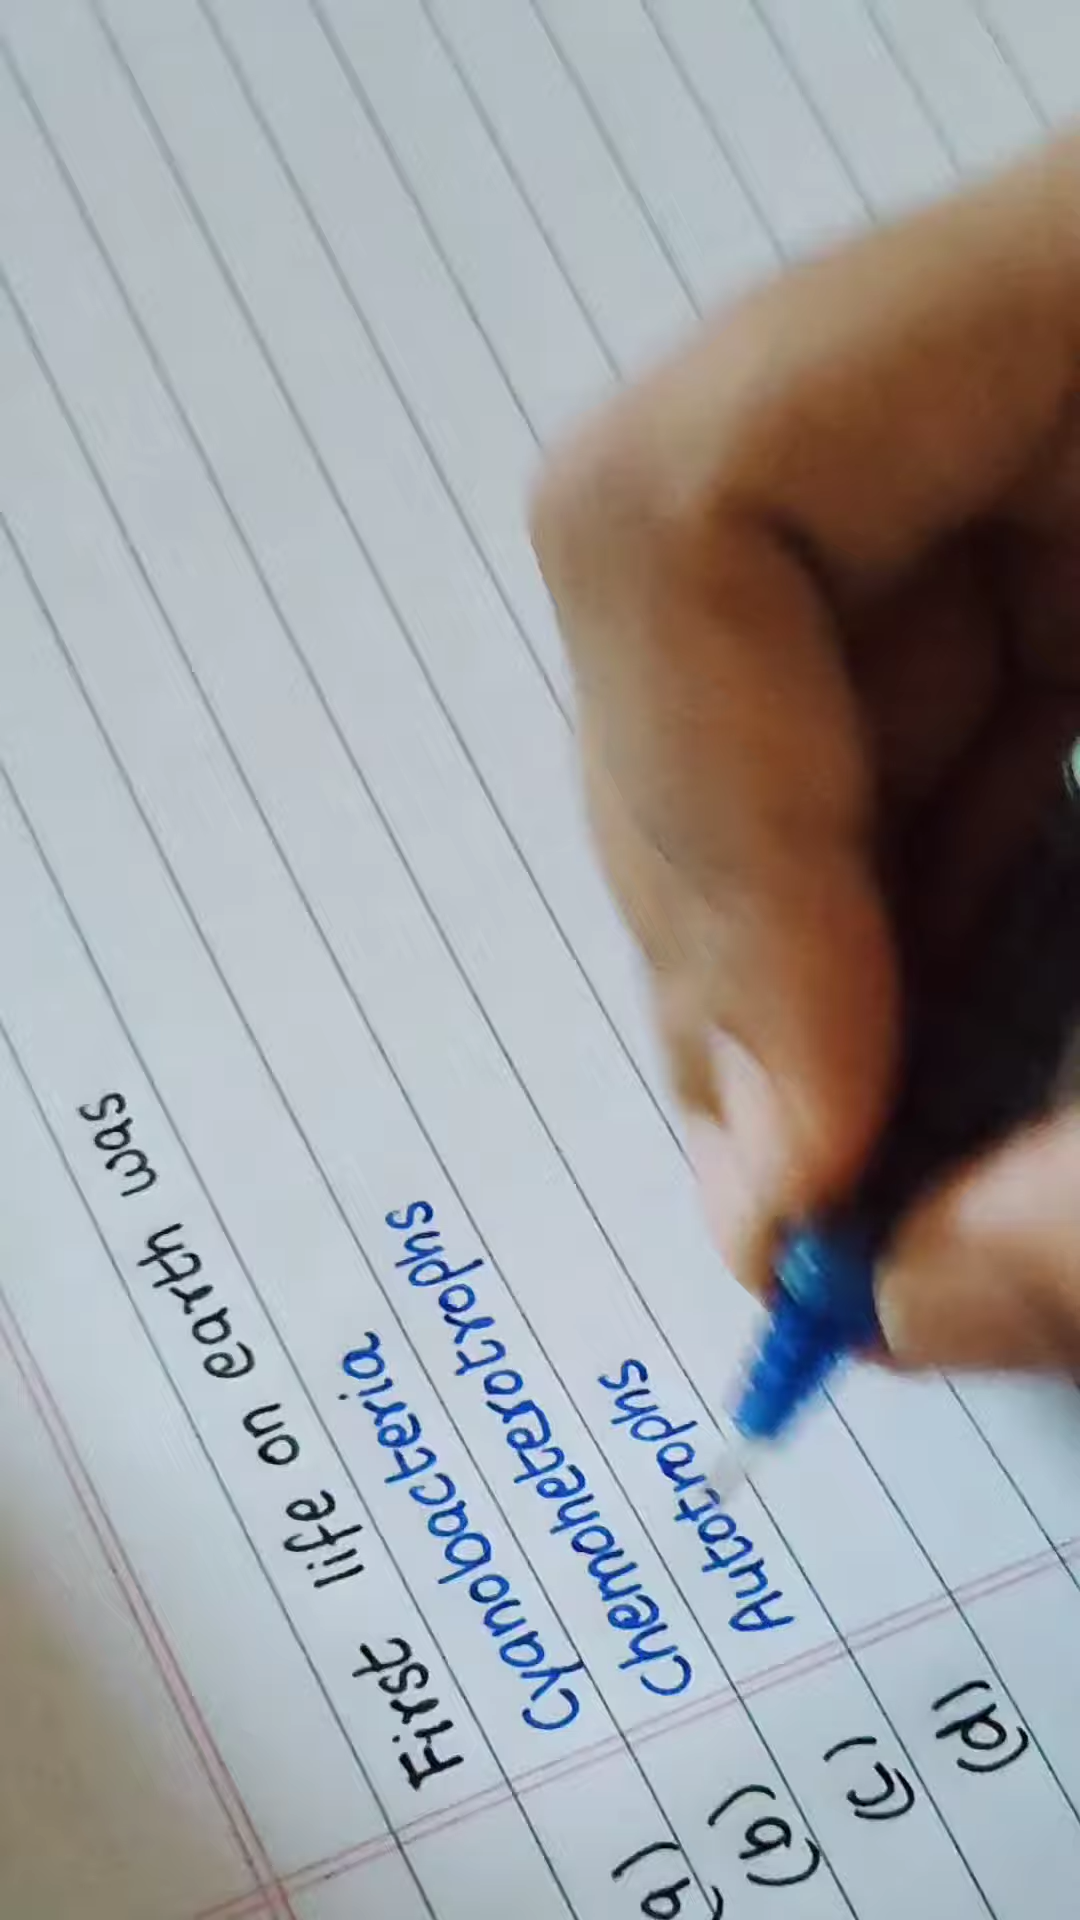 First life on earth was
(a) Cyanobacteria
(b) Chemoheterotrophs
(c) Autotrophs
(d)